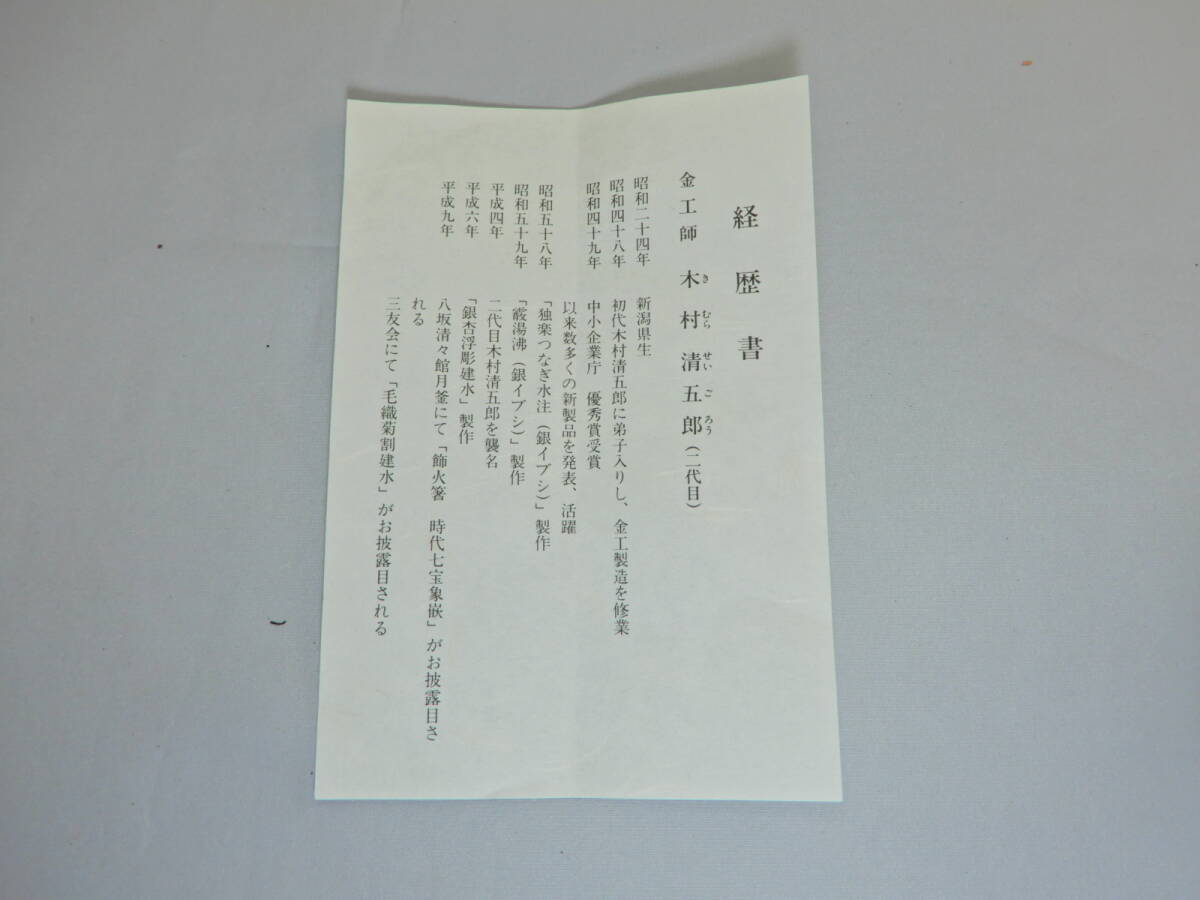 経歴書
金工師 木村清五郎(二代目)
き むら せい ご ろう
昭和二十四年 新潟県生
昭和四十八年 初代木村清五郎に弟子入りし、金工製造を修業
昭和四十九年 中小企業庁 優秀賞受賞
以来数多くの新製品を発表、活躍
昭和五十八年 「独楽つなぎ水注(銀イブシ)」製作
昭和五十九年 「霰湯沸(銀イブシ)」製作
平成四年 二代目木村清五郎を襲名
平成六年 「銀杏浮彫建水」製作
平成九年 八坂清々館月釜にて「飾火箸 時代七宝象嵌」がお披露目さ
れる
三友会にて「毛織菊割建水」がお披露目される